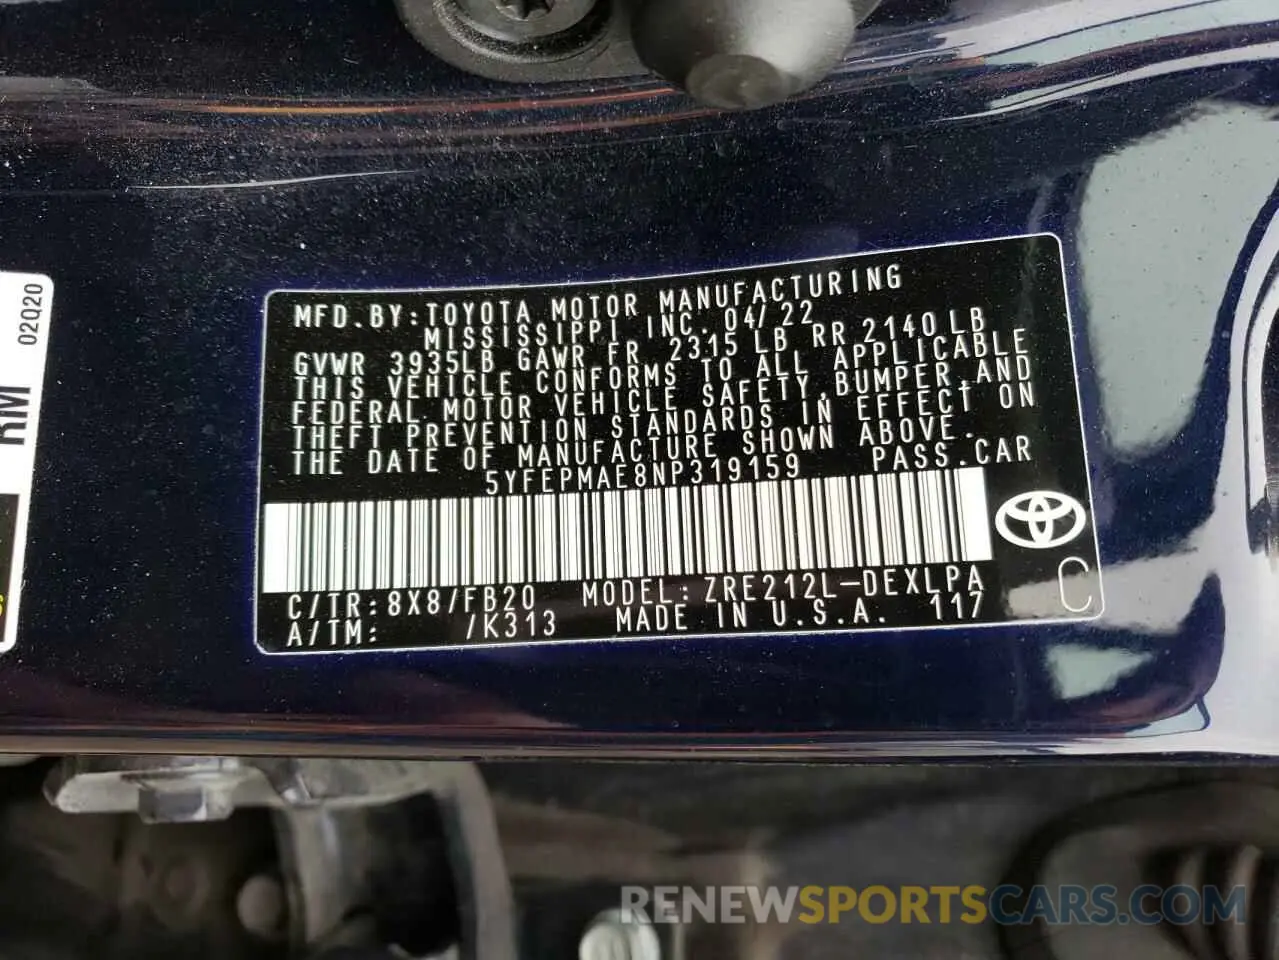 MFD.BY:TOYOTA MOTOR MANUFACTURING
MISSISSIPPI INC. 04/22
GVWR 3935LB GAWR FR 2315 LB RR 2140 LB
THIS VEHICLE CONFORMS TO ALL APPLICABLE
FEDERAL MOTOR VEHICLE SAFETY,BUMPER,AND
THEFT PREVENTION STANDARDS IN EFFECT ON
THE DATE OF MANUFACTURE SHOWN ABOVE.
5YFEPMAE8NP319159 PASS.CAR
C/TR:8X8/FB20 MODEL:ZRE212L-DEXLPA
A/TM: /K313 MADE IN U.S.A. 117
C
02Q20
RM
RENEWSPORTSCARS.COM